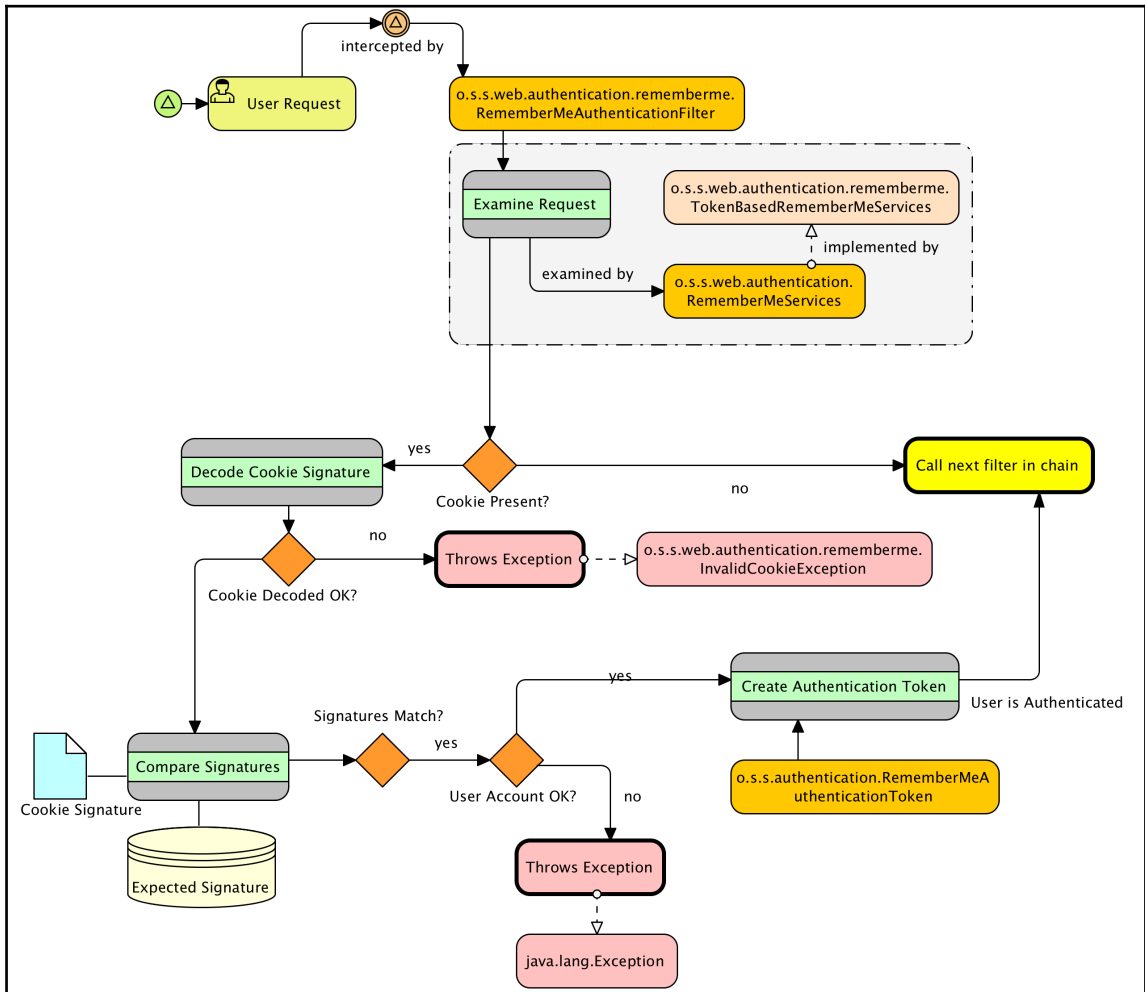 intercepted by
User Request
o.s.s.web.authentication.rememberme.
RememberMeAuthenticationFilter
Examine Request
o.s.s.web.authentication.rememberme.
TokenBasedRememberMeServices
implemented by
examined by
o.s.s.web.authentication.
RememberMeServices
yes
Decode Cookie Signature
Cookie Present?
no
Call next filter in chain
no
Throws Exception
o.s.s.web.authentication.rememberme.
InvalidCookieException
Cookie Decoded OK?
yes
Create Authentication Token
User is Authenticated
Signatures Match?
yes
Compare Signatures
Cookie Signature
User Account OK?
no
o.s.s.authentication.RememberMeA
uthenticationToken
Expected Signature
Throws Exception
java.lang.Exception